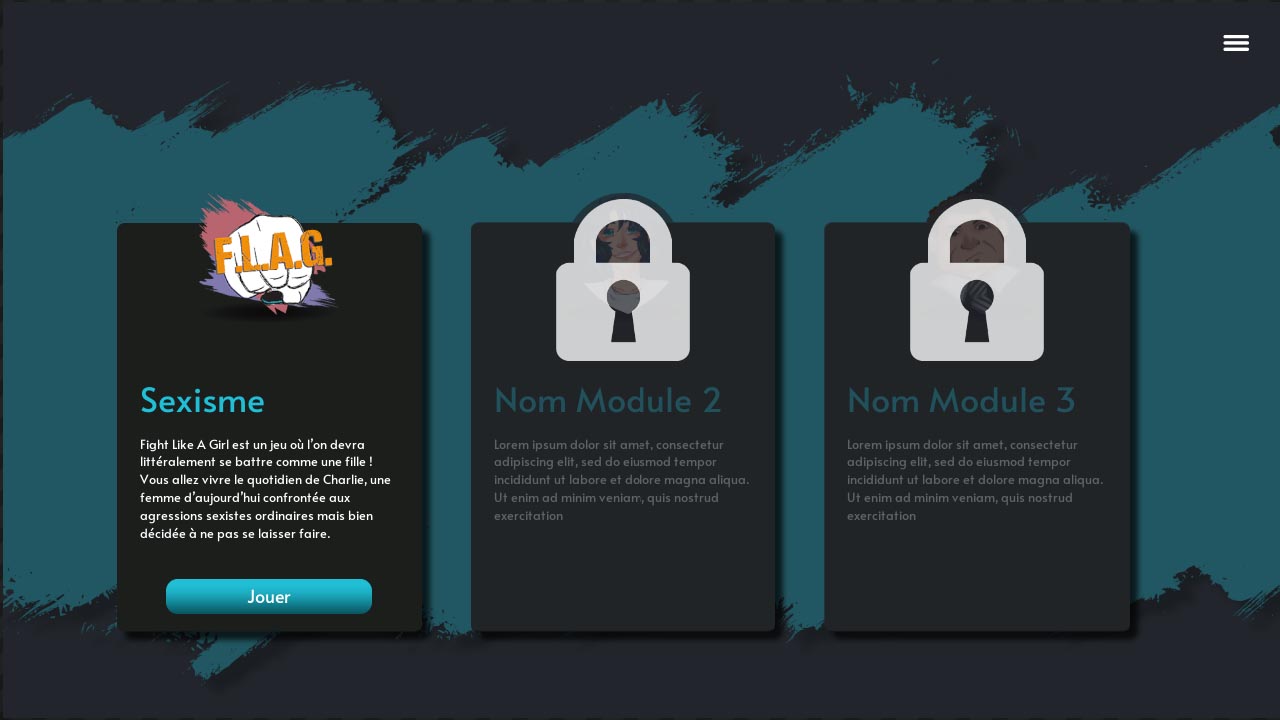 F.L.A.G.
Sexisme
Fight Like A Girl est un jeu où l’on devra
littéralement se battre comme une fille !
Vous allez vivre le quotidien de Charlie, une
femme d’aujourd’hui confrontée aux
agressions sexistes ordinaires mais bien
décidée à ne pas se laisser faire.
Jouer
Nom Module 2
Lorem ipsum dolor sit amet, consectetur
adipiscing elit, sed do eiusmod tempor
incididunt ut labore et dolore magna aliqua.
Ut enim ad minim veniam, quis nostrud
exercitation
Nom Module 3
Lorem ipsum dolor sit amet, consectetur
adipiscing elit, sed do eiusmod tempor
incididunt ut labore et dolore magna aliqua.
Ut enim ad minim veniam, quis nostrud
exercitation